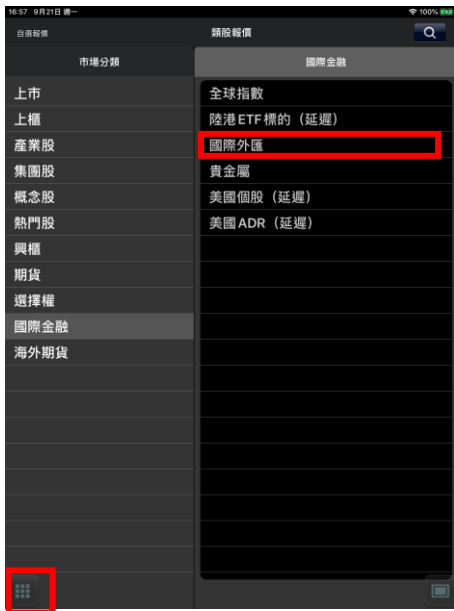 16:57 9月21日 週一
100%
自選報價
類股報價
市場分類
國際金融
上市
上櫃
產業股
集團股
概念股
熱門股
興櫃
期貨
選擇權
國際金融
海外期貨
全球指數
陸港ETF標的（延遲）
國際外匯
貴金屬
美國個股（延遲）
美國ADR（延遲）